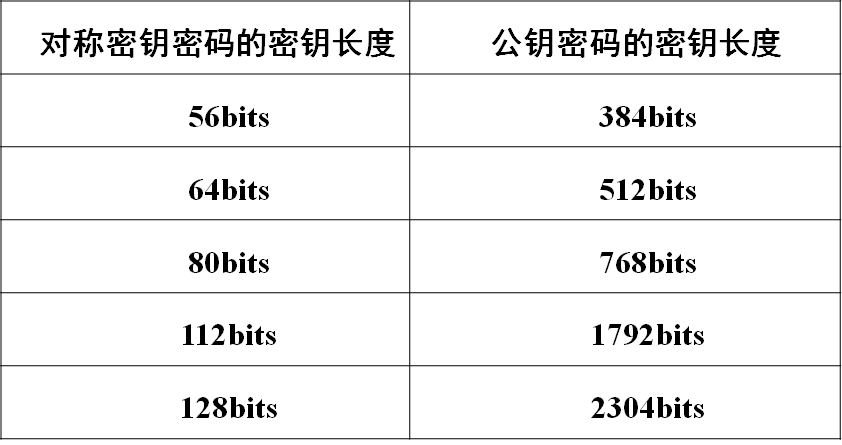 对称密钥密码的密钥长度 公钥密码的密钥长度
56bits 384bits
64bits 512bits
80bits 768bits
112bits 1792bits
128bits 2304bits